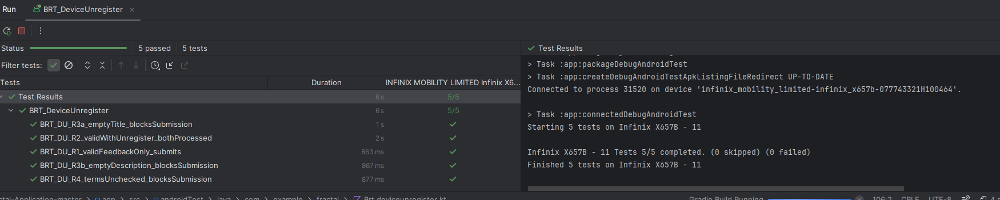 Run BRT_DeviceUnregister
Status 5 passed 5 tests
Filter tests:
Tests Duration INFINIX MOBILITY LIMITED Infinix X6...
Test Results 6 s 5/5
BRT_DeviceUnregister 6 s 5/5
BRT_DU_R3a_emptyTitle_blocksSubmission 1 s
BRT_DU_R2_validWithUnregister_bothProcessed 2 s
BRT_DU_R1_validFeedbackOnly_submits 863 ms
BRT_DU_R3b_emptyDescription_blocksSubmission 867 ms
BRT_DU_R4_termsUnchecked_blocksSubmission 877 ms
Test Results
> Task :app:packageDebugAndroidTest
> Task :app:createDebugAndroidTestApkListingFileRedirect UP-TO-DATE
Connected to process 31520 on device 'infinix_mobility_limited-infinix_x657b-077743321H100464'.
> Task :app:connectedDebugAndroidTest
Starting 5 tests on Infinix X657B - 11
Infinix X657B - 11 Tests 5/5 completed. (0 skipped) (0 failed)
Finished 5 tests on Infinix X657B - 11
ctal-Application-master > app > src > androidTest > java > com > example > fractal > Brt_deviceunregister.kt Gradle Build Running 106:2 CRLF UTF-8 4 s